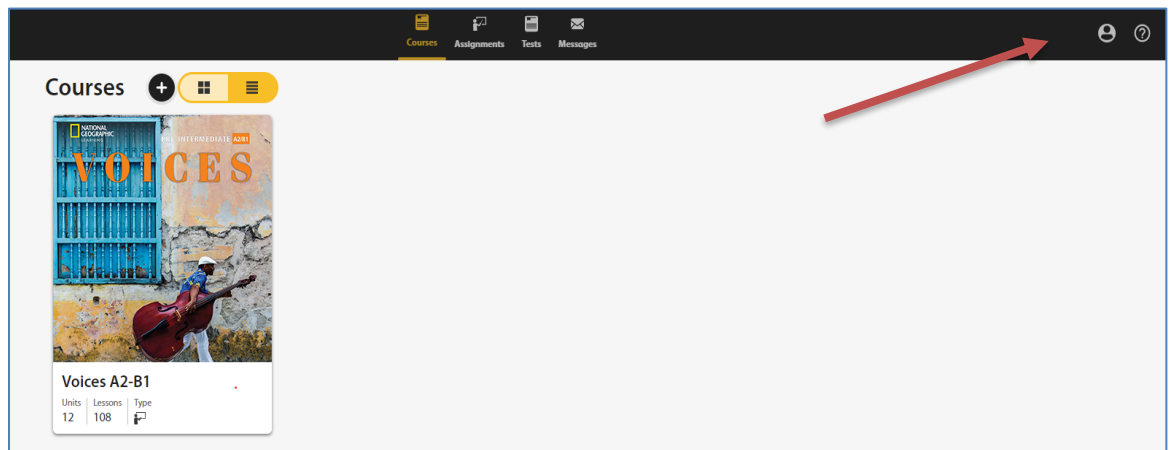 Courses Assignments Tests Messages
Courses
NATIONAL
GEOGRAPHIC
LEARNING
PRE-INTERMEDIATE A2/B1
VOICES
Voices A2-B1
Units Lessons Type
12 108